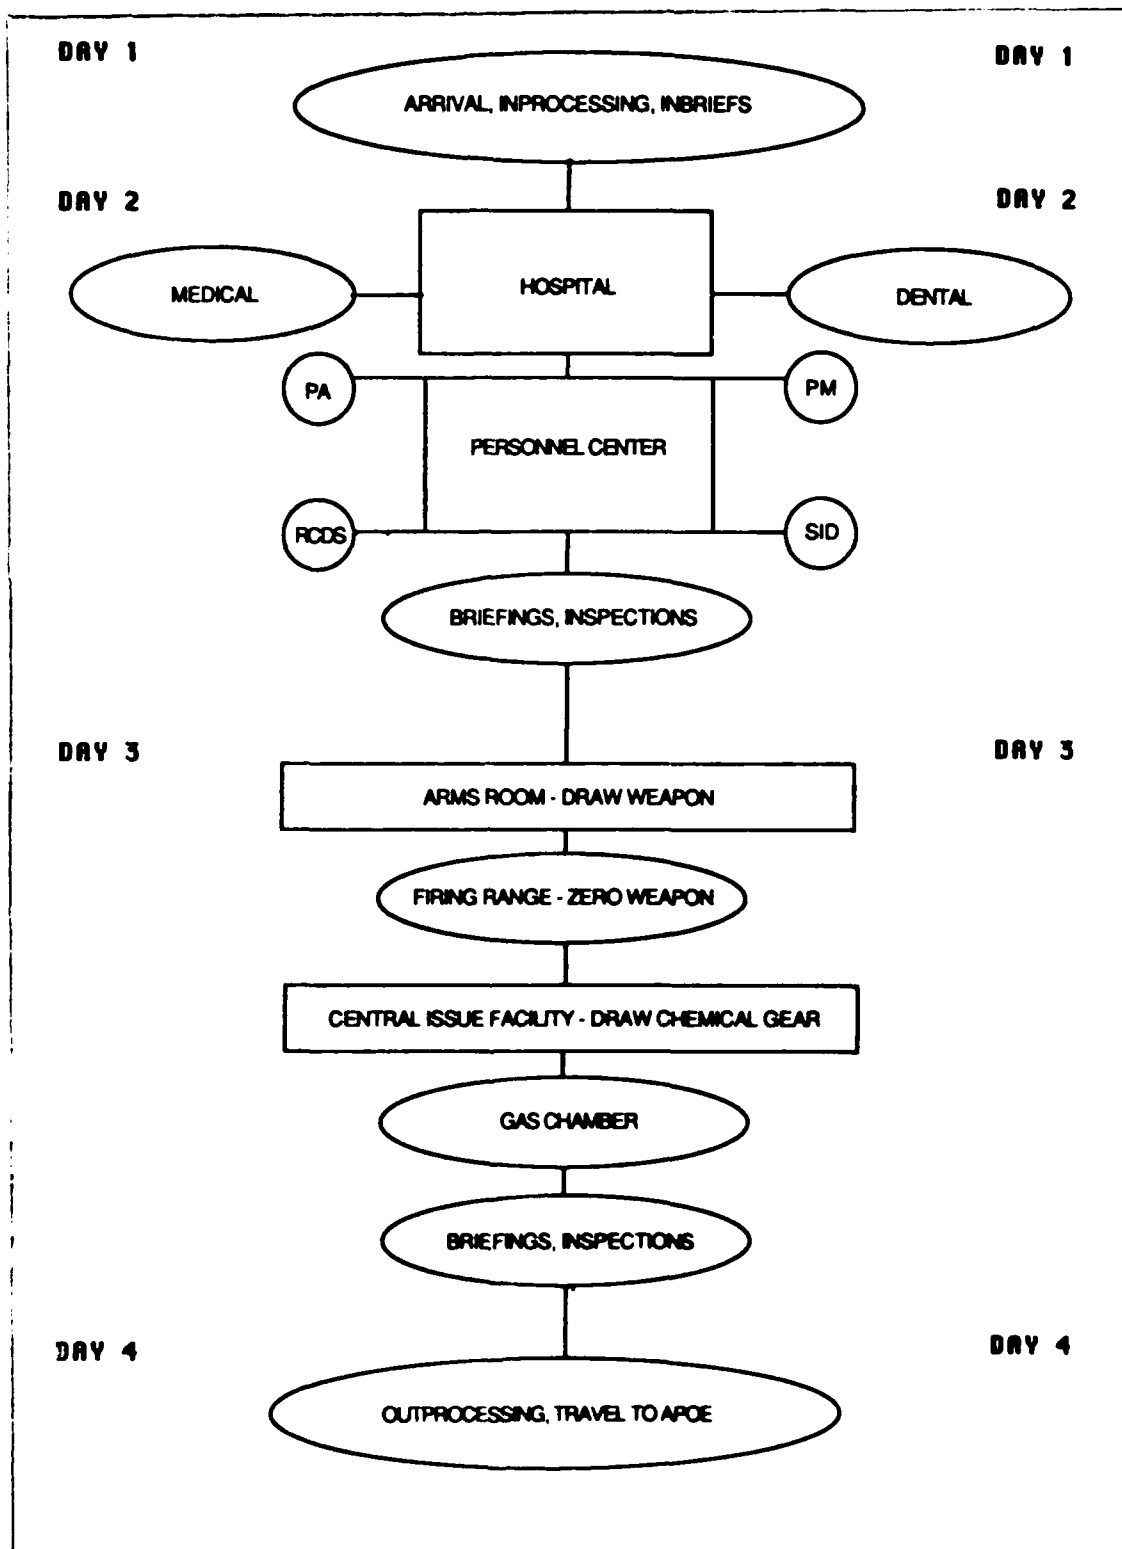 DAY 1 DAY 1
ARRIVAL, INPROCESSING, INBRIEFS
DAY 2 DAY 2
MEDICAL HOSPITAL DENTAL
PA PM
PERSONNEL CENTER
RCDS SID
BRIEFINGS, INSPECTIONS
DAY 3 DAY 3
ARMS ROOM - DRAW WEAPON
FIRING RANGE - ZERO WEAPON
CENTRAL ISSUE FACILITY - DRAW CHEMICAL GEAR
GAS CHAMBER
BRIEFINGS, INSPECTIONS
DAY 4 DAY 4
OUTPROCESSING, TRAVEL TO APOE